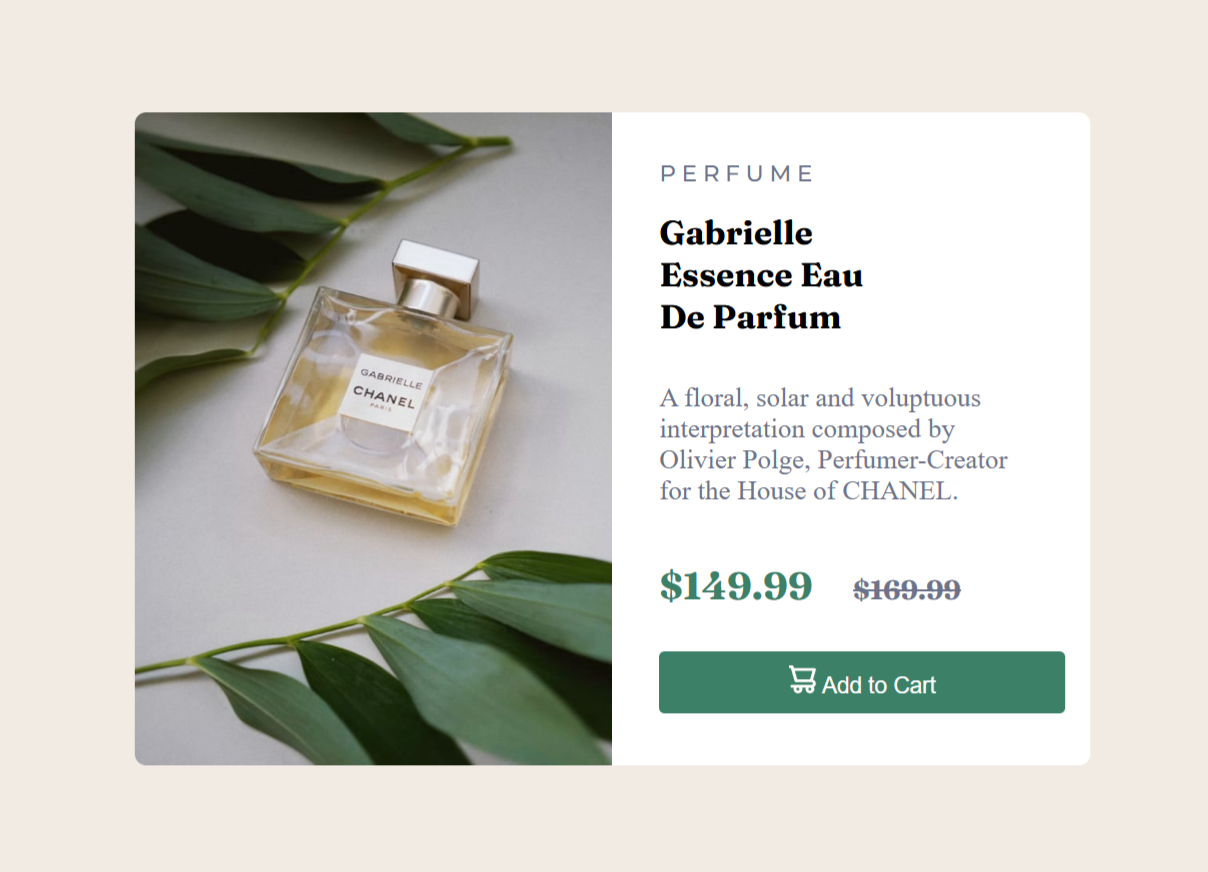 GABRIELLE
CHANEL
PARIS
PERFUME
Gabrielle
Essence Eau
De Parfum
A floral, solar and voluptuous
interpretation composed by
Olivier Polge, Perfumer-Creator
for the House of CHANEL.
$149.99 $169.99
Add to Cart